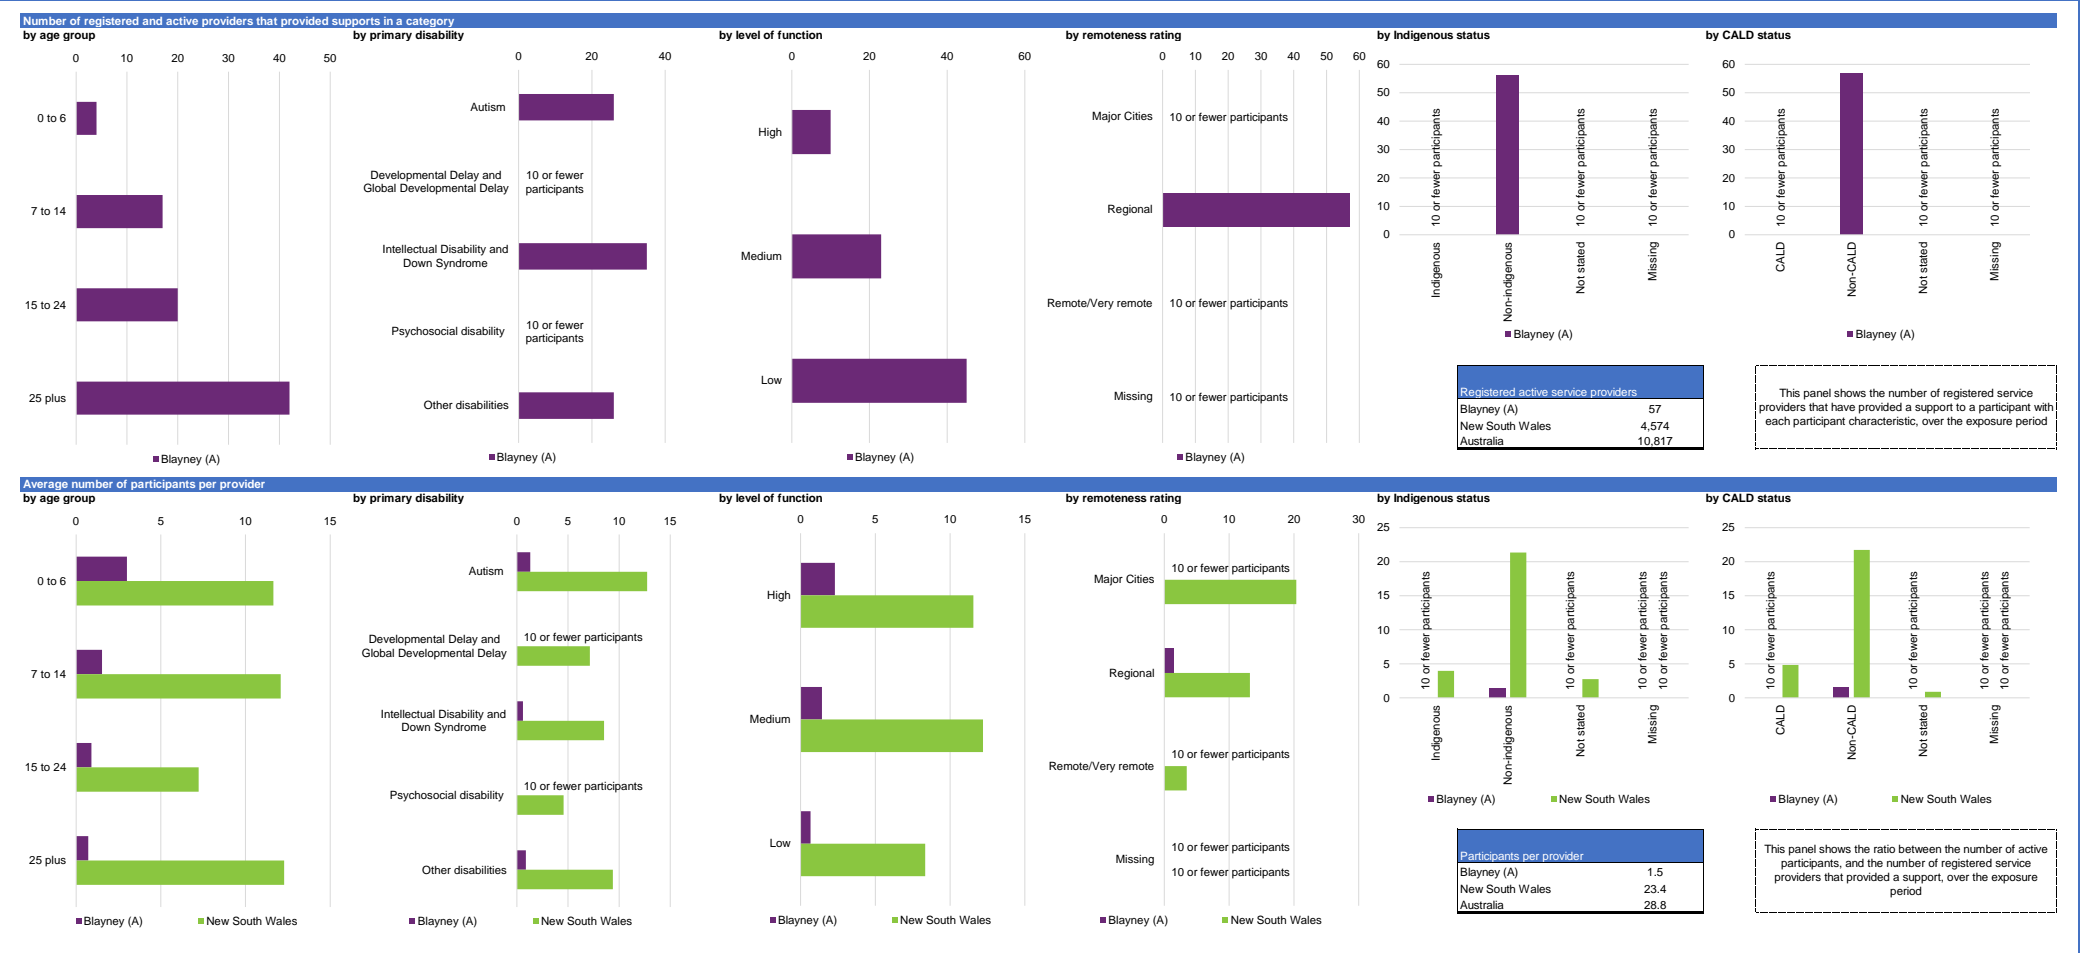 Number of registered and active providers that provided supports in a category
by age group
0 10 20 30 40 50
0 to 6
7 to 14
15 to 24
25 plus
Blayney (A)
by primary disability
0 20 40
Autism
Developmental Delay and
Global Developmental Delay
10 or fewer
participants
Intellectual Disability and
Down Syndrome
Psychosocial disability
10 or fewer
participants
Other disabilities
Blayney (A)
by level of function
0 20 40 60
High
Medium
Low
Blayney (A)
by remoteness rating
0 10 20 30 40 50 60
Major Cities
10 or fewer participants
Regional
Remote/Very remote
10 or fewer participants
Missing
10 or fewer participants
Blayney (A)
by Indigenous status
60
50
40
30
20
10
0
10 or fewer participants
10 or fewer participants
10 or fewer participants
Indigenous
Non-indigenous
Not stated
Missing
Blayney (A)
by CALD status
60
50
40
30
20
10
0
10 or fewer participants
10 or fewer participants
10 or fewer participants
CALD
Non-CALD
Not stated
Missing
Blayney (A)
Registered active service providers
Blayney (A) 57
New South Wales 4,574
Australia 10,817
This panel shows the number of registered service
providers that have provided a support to a participant with
each participant characteristic, over the exposure period
Average number of participants per provider
by age group
0 5 10 15
0 to 6
7 to 14
15 to 24
25 plus
Blayney (A) New South Wales
by primary disability
0 5 10 15
Autism
Developmental Delay and
Global Developmental Delay
10 or fewer participants
Intellectual Disability and
Down Syndrome
Psychosocial disability
10 or fewer participants
Other disabilities
Blayney (A) New South Wales
by level of function
0 5 10 15
High
Medium
Low
Blayney (A) New South Wales
by remoteness rating
0 10 20 30
Major Cities
10 or fewer participants
Regional
Remote/Very remote
10 or fewer participants
Missing
10 or fewer participants
10 or fewer participants
Blayney (A) New South Wales
by Indigenous status
25
20
15
10
5
0
10 or fewer participants
10 or fewer participants
10 or fewer participants
10 or fewer participants
Indigenous
Non-indigenous
Not stated
Missing
Blayney (A) New South Wales
by CALD status
25
20
15
10
5
0
10 or fewer participants
10 or fewer participants
10 or fewer participants
10 or fewer participants
CALD
Non-CALD
Not stated
Missing
Blayney (A) New South Wales
Participants per provider
Blayney (A) 1.5
New South Wales 23.4
Australia 28.8
This panel shows the ratio between the number of active
participants, and the number of registered service
providers that provided a support, over the exposure
period